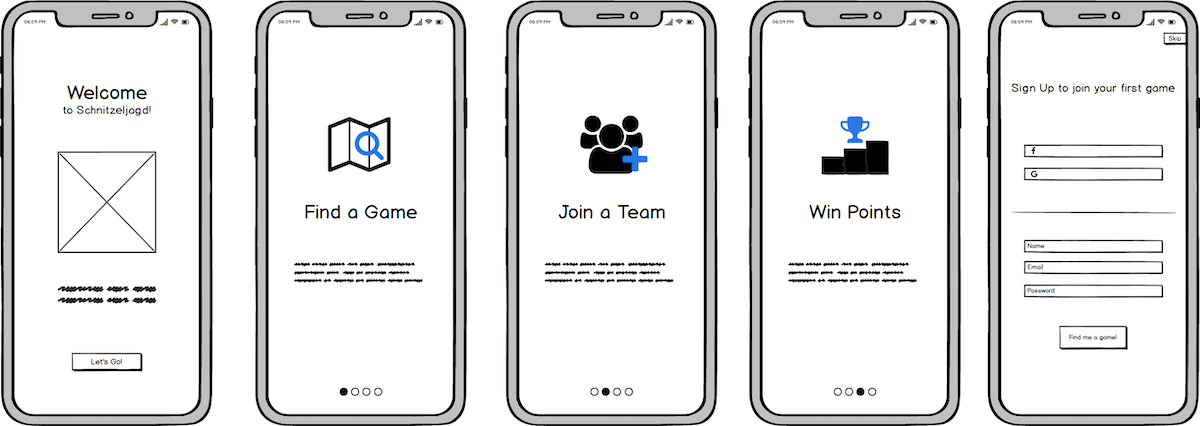 06:09 PM
Welcome
to Schnitzeljagd!
Let's Go!
06:09 PM
Find a Game
06:09 PM
Join a Team
06:09 PM
Win Points
06:09 PM
Skip
Sign Up to join your first game
f
G
Name
Email
Password
Find me a game!